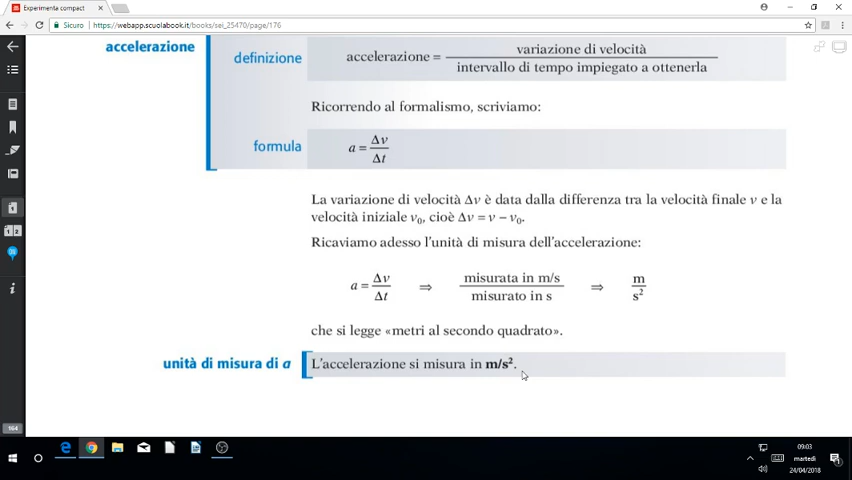 Experimenta compact
Sicuro | https://webapp.scuolabook.it/books/sei_25470/page/176
accelerazione
definizione
accelerazione = variazione di velocità
intervallo di tempo impiegato a ottenerla
Ricorrendo al formalismo, scriviamo:
formula
a = Δv
Δt
La variazione di velocità Δv è data dalla differenza tra la velocità finale v e la
velocità iniziale v₀, cioè Δv = v – v₀.
Ricaviamo adesso l’unità di misura dell’accelerazione:
a = Δv ⇒ misurata in m/s ⇒ m
Δt misurato in s s²
che si legge «metri al secondo quadrato».
unità di misura di a
L’accelerazione si misura in m/s².
164
09:03
martedì
24/04/2018